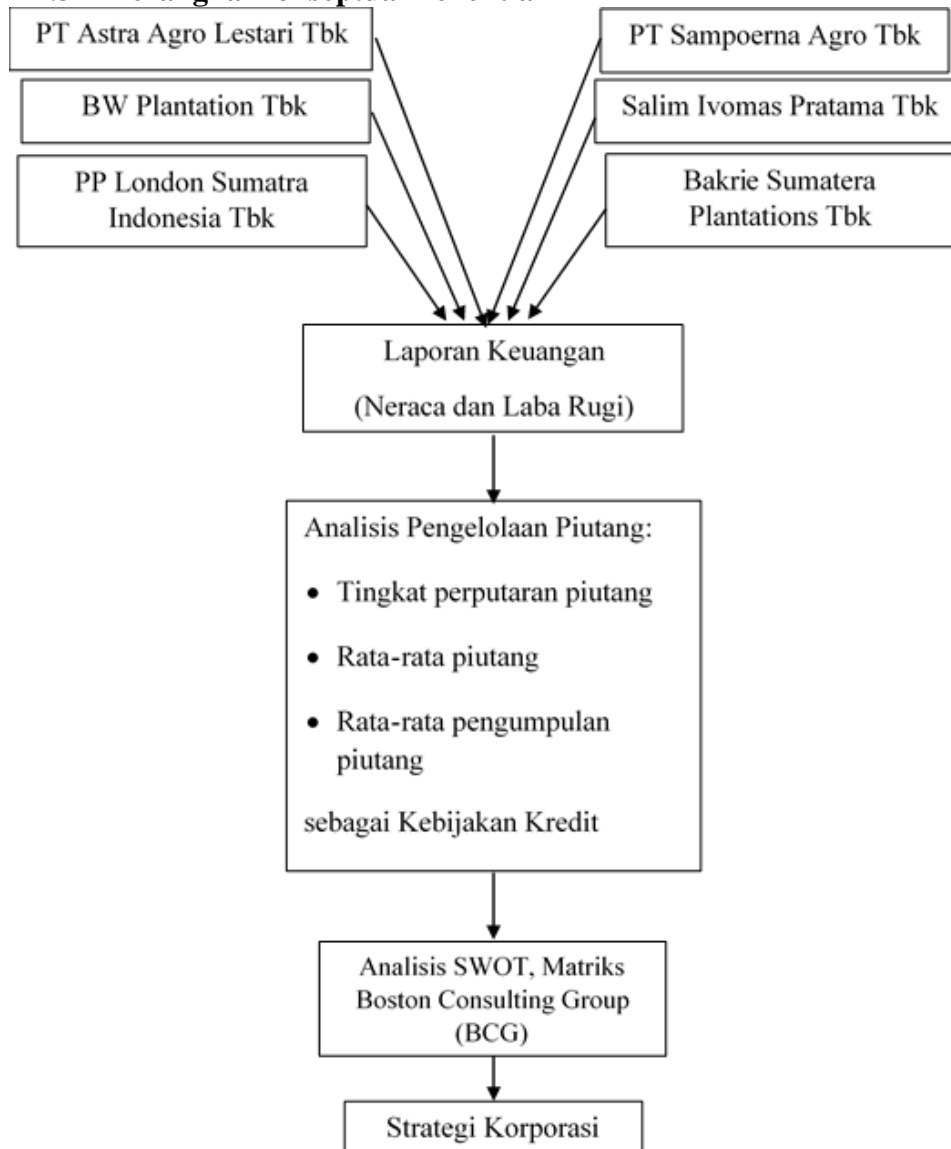 PT Astra Agro Lestari Tbk
PT Sampoerna Agro Tbk
BW Plantation Tbk
Salim Ivomas Pratama Tbk
PP London Sumatra
Indonesia Tbk
Bakrie Sumatera
Plantations Tbk
Laporan Keuangan
(Neraca dan Laba Rugi)
Analisis Pengelolaan Piutang:
• Tingkat perputaran piutang
• Rata-rata piutang
• Rata-rata pengumpulan
piutang
sebagai Kebijakan Kredit
Analisis SWOT, Matriks
Boston Consulting Group
(BCG)
Strategi Korporasi